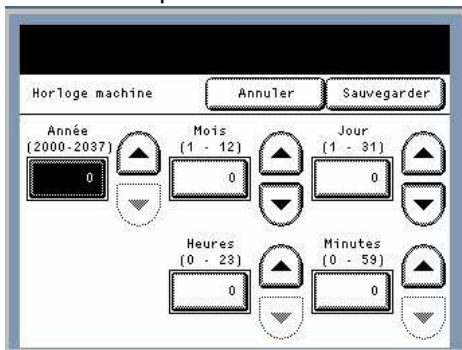 Horloge machine
Annuler
Sauvegarder
Année
(2000-2037)
0
Mois
(1 - 12)
0
Jour
(1 - 31)
0
Heures
(0 - 23)
0
Minutes
(0 - 59)
0